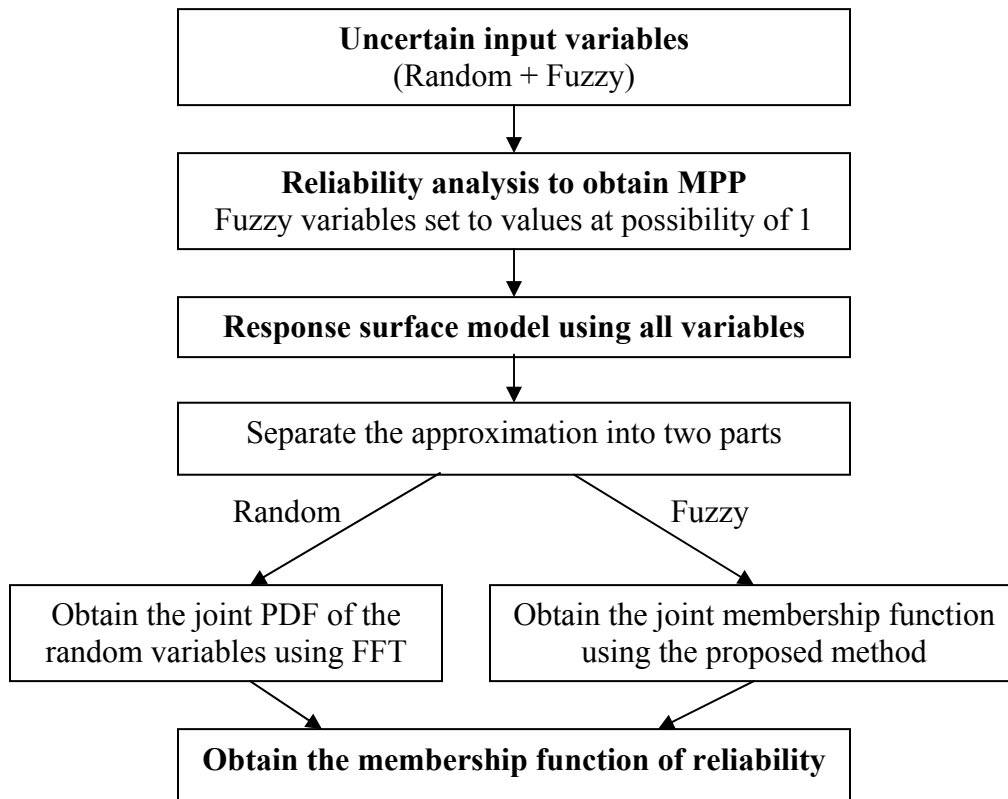 Uncertain input variables
(Random + Fuzzy)
Reliability analysis to obtain MPP
Fuzzy variables set to values at possibility of 1
Response surface model using all variables
Separate the approximation into two parts
Random
Fuzzy
Obtain the joint PDF of the
random variables using FFT
Obtain the joint membership function
using the proposed method
Obtain the membership function of reliability